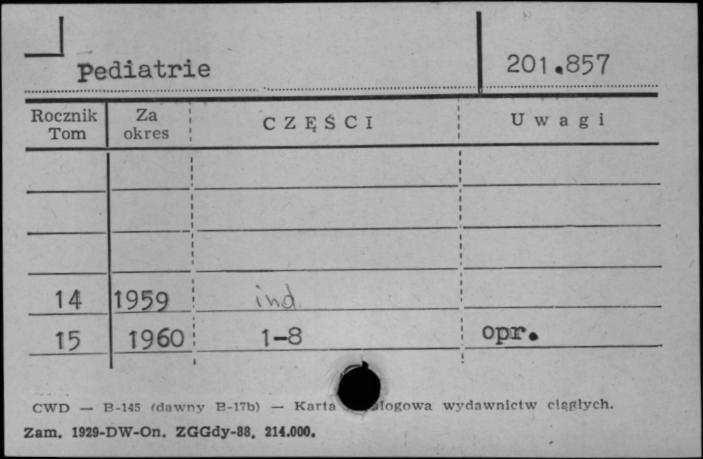 Pediatrie 201.857
Rocznik Tom Za okres CZĘŚCI Uwagi
14 1959 ind.
15 1960 1-8 opr.
CWD — B-145 (dawny B-17b) — Karta wydawnictw ciągłych.
Zam. 1929-DW-On. ZGGdy-88. 214.000.